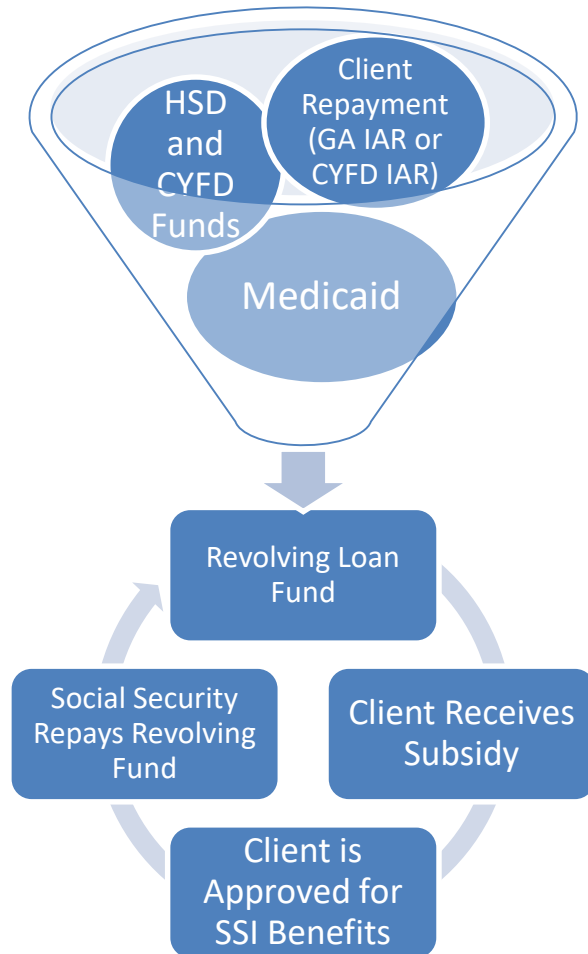 HSD
and
CYFD
Funds
Client
Repayment
(GA IAR or
CYFD IAR)
Medicaid
Revolving Loan
Fund
Client Receives
Subsidy
Client is
Approved for
SSI Benefits
Social Security
Repays Revolving
Fund